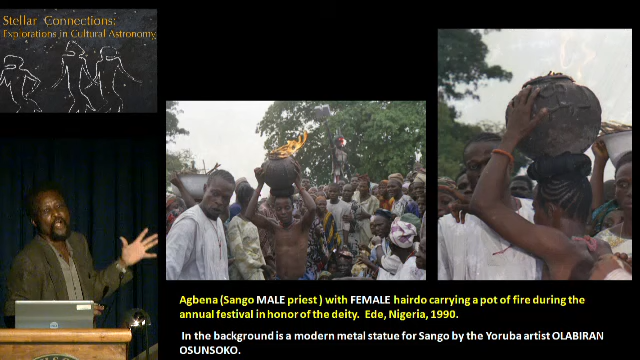 Stellar Connections:
Explorations in Cultural Astronomy
Agbena (Sango MALE priest ) with FEMALE hairdo carrying a pot of fire during the
annual festival in honor of the deity. Ede, Nigeria, 1990.
In the background is a modern metal statue for Sango by the Yoruba artist OLABIRAN
OSUNSOKO.